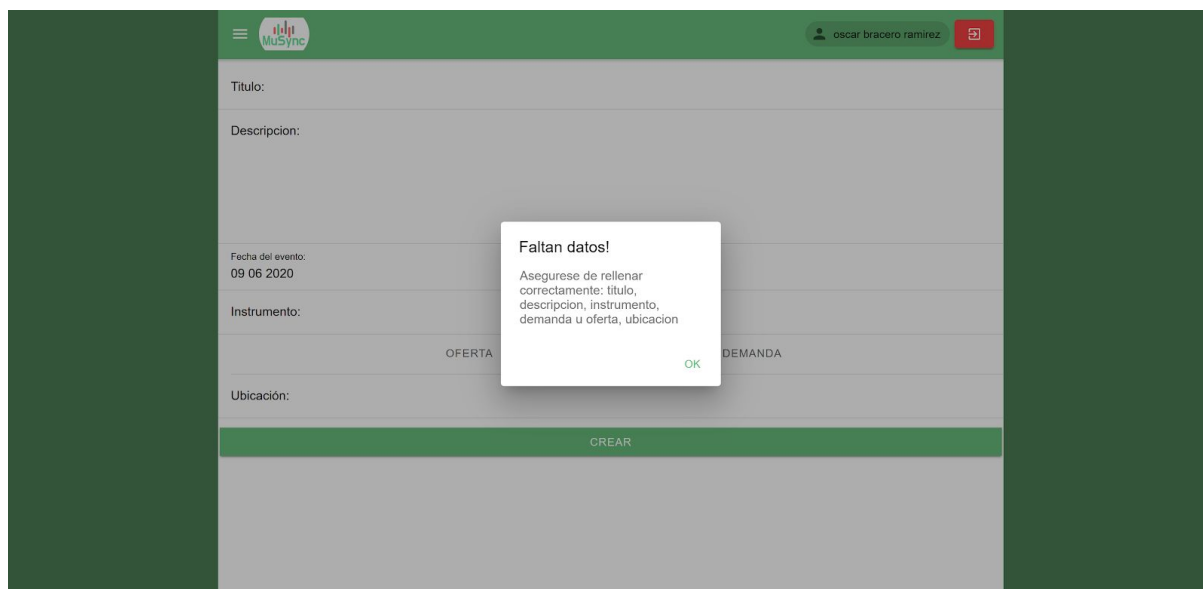 MuSync
oscar bracero ramirez
Titulo:
Descripcion:
Fecha del evento:
09 06 2020
Instrumento:
OFERTA
DEMANDA
Ubicación:
CREAR
Faltan datos!
Asegurese de rellenar
correctamente: titulo,
descripcion, instrumento,
demanda u oferta, ubicacion
OK